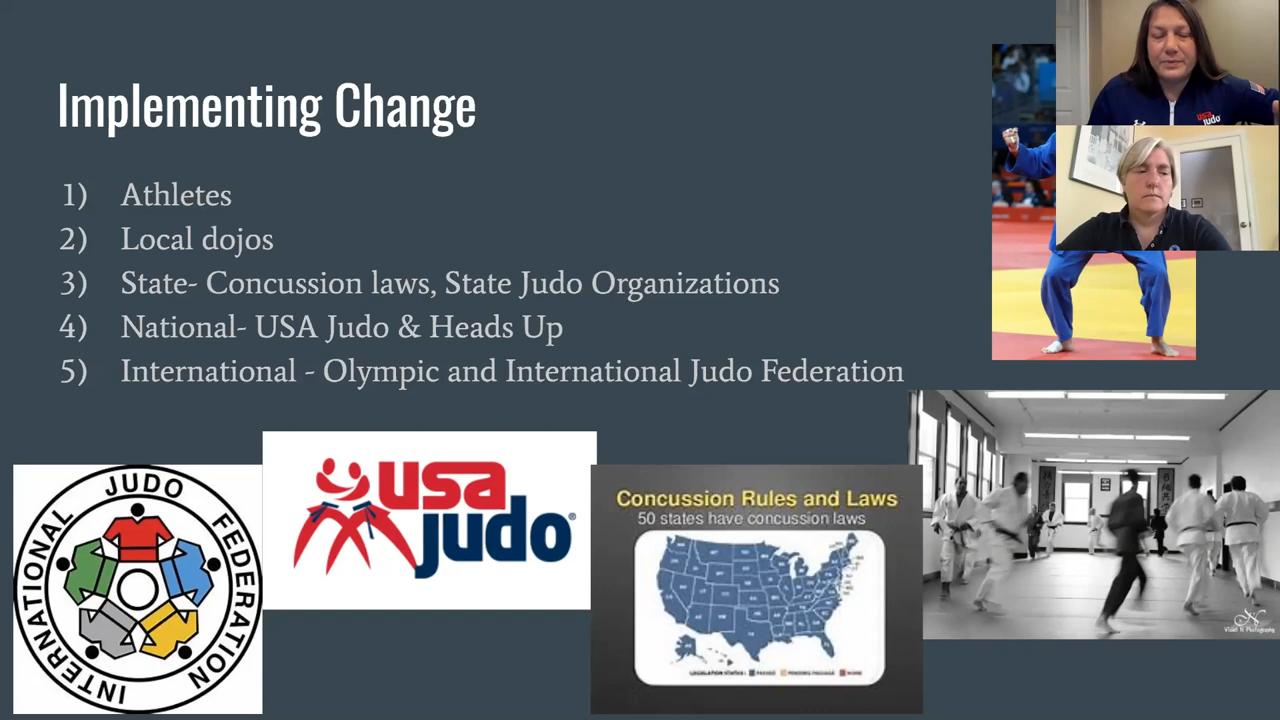 Implementing Change
1) Athletes
2) Local dojos
3) State- Concussion laws, State Judo Organizations
4) National- USA Judo & Heads Up
5) International - Olympic and International Judo Federation
INTERNATIONAL JUDO FEDERATION
usa
judo®
Concussion Rules and Laws
50 states have concussion laws
usa
judo